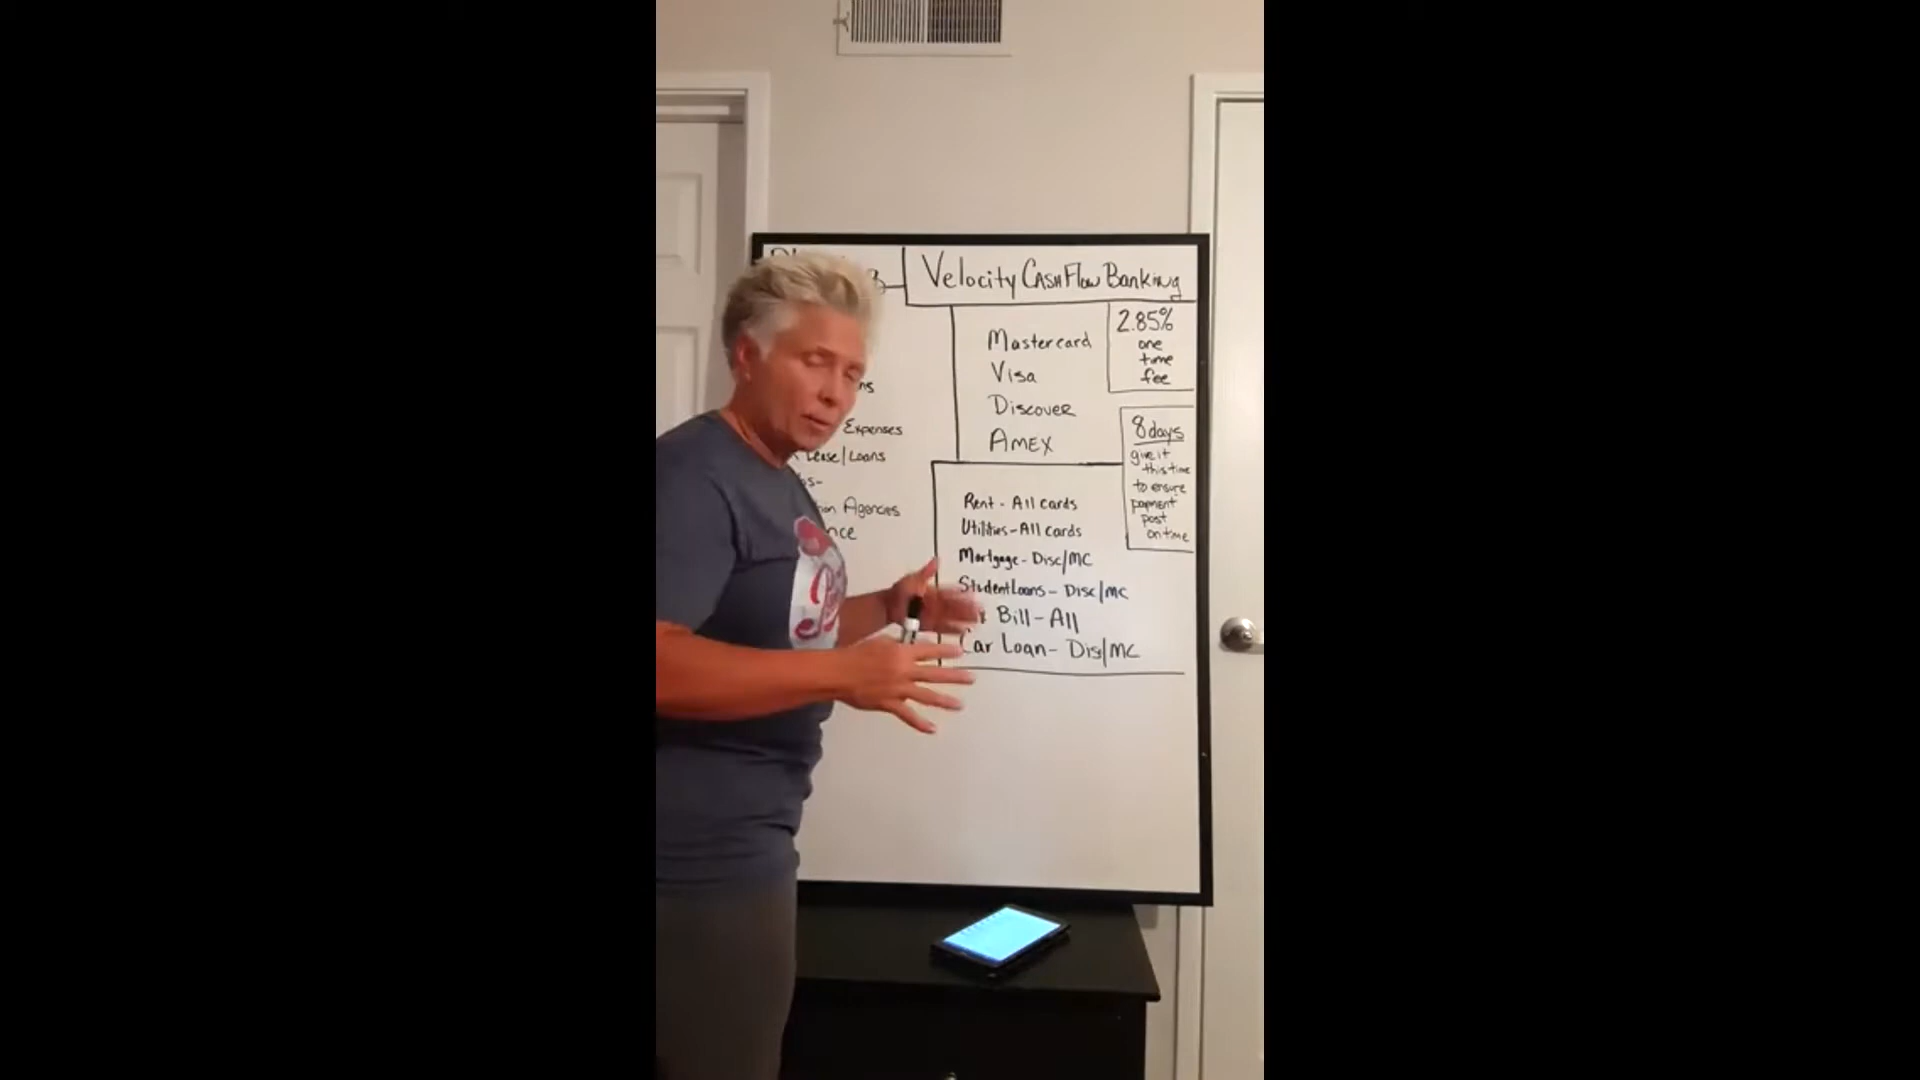 Velocity CashFlow Banking
Mastercard
Visa
Discover
Amex
2.85%
one
time
fee
8 days
give it
this time
to ensure
payment
post
on time
Expenses
Lease/Loans
Agencies
Rent - All cards
Utilities - All cards
Mortgage - Disc/MC
Student Loans - Disc/MC
Bill - All
Car Loan - Dis/MC